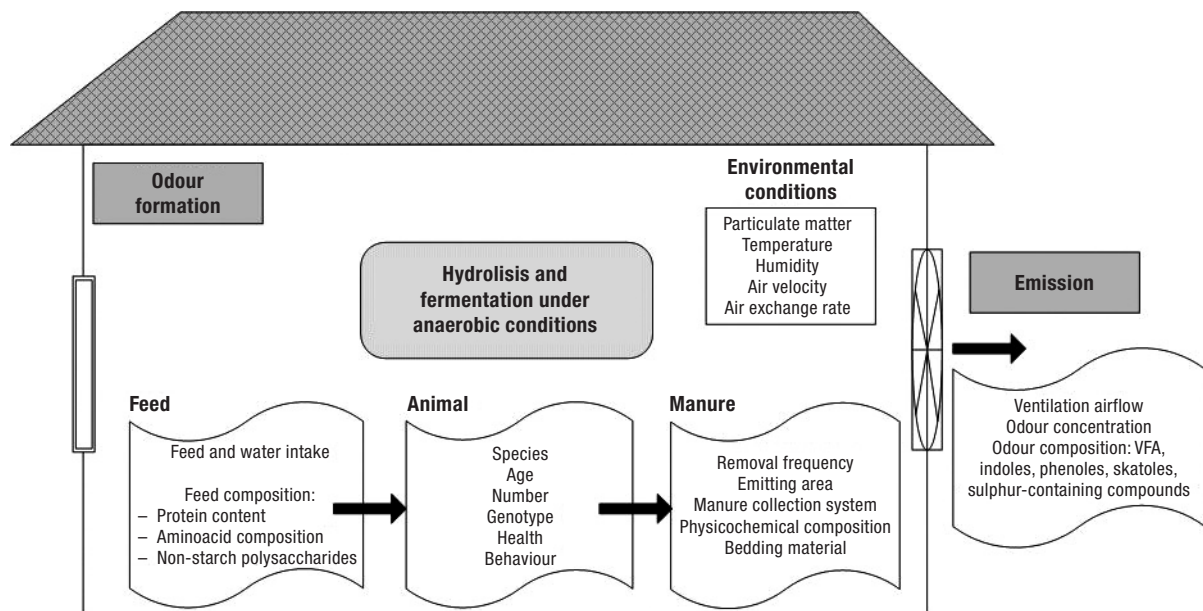 Odour
formation
Environmental
conditions
Particulate matter
Temperature
Humidity
Air velocity
Air exchange rate
Hydrolisis and
fermentation under
anaerobic conditions
Emission
Feed
Feed and water intake
Feed composition:
– Protein content
– Aminoacid composition
– Non-starch polysaccharides
Animal
Species
Age
Number
Genotype
Health
Behaviour
Manure
Removal frequency
Emitting area
Manure collection system
Physicochemical composition
Bedding material
Ventilation airflow
Odour concentration
Odour composition: VFA,
indoles, phenoles, skatoles,
sulphur-containing compounds